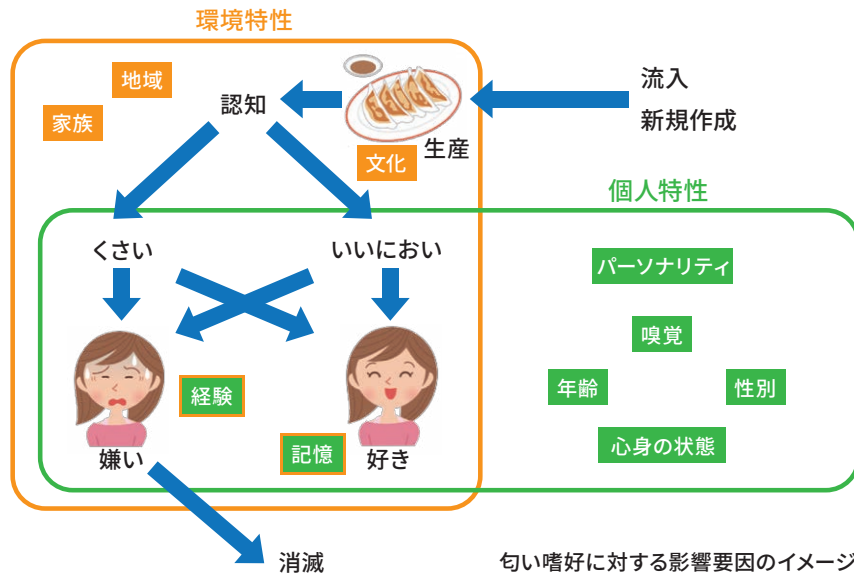 環境特性
地域
家族
認知
文化
生産
流入
新規作成
個人特性
くさい
いいにおい
パーソナリティ
嗅覚
年齢
性別
心身の状態
経験
記憶
嫌い
好き
消滅
匂い嗜好に対する影響要因のイメージ